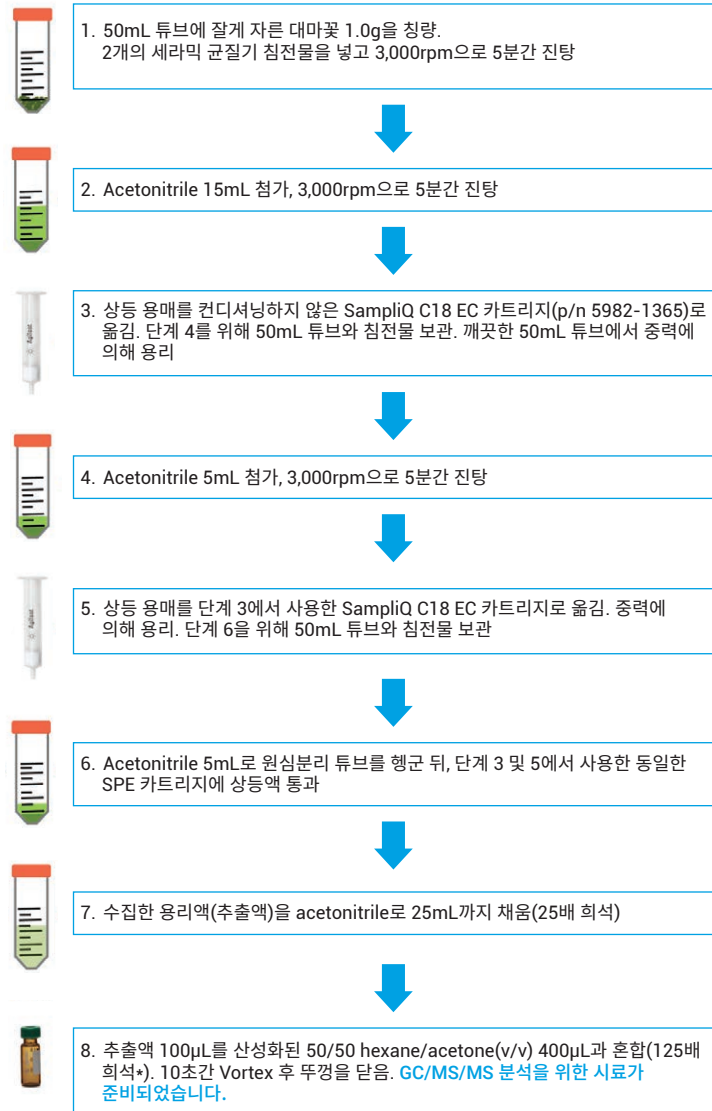 1. 50mL 튜브에 잘게 자른 대마꽃 1.0g을 칭량.
2개의 세라믹 균질기 침전물을 넣고 3,000rpm으로 5분간 진탕
2. Acetonitrile 15mL 첨가, 3,000rpm으로 5분간 진탕
3. 상등 용매를 컨디셔닝하지 않은 SampliQ C18 EC 카트리지(p/n 5982-1365)로
옮김. 단계 4를 위해 50mL 튜브와 침전물 보관. 깨끗한 50mL 튜브에서 중력에
의해 용리
Agilent
4. Acetonitrile 5mL 첨가, 3,000rpm으로 5분간 진탕
5. 상등 용매를 단계 3에서 사용한 SampliQ C18 EC 카트리지로 옮김. 중력에
의해 용리. 단계 6을 위해 50mL 튜브와 침전물 보관
Agilent
6. Acetonitrile 5mL로 원심분리 튜브를 헹군 뒤, 단계 3 및 5에서 사용한 동일한
SPE 카트리지에 상등액 통과
7. 수집한 용리액(추출액)을 acetonitrile로 25mL까지 채움(25배 희석)
8. 추출액 100µL를 산성화된 50/50 hexane/acetone(v/v) 400µL과 혼합(125배
희석*). 10초간 Vortex 후 뚜껑을 닫음. GC/MS/MS 분석을 위한 시료가
준비되었습니다.